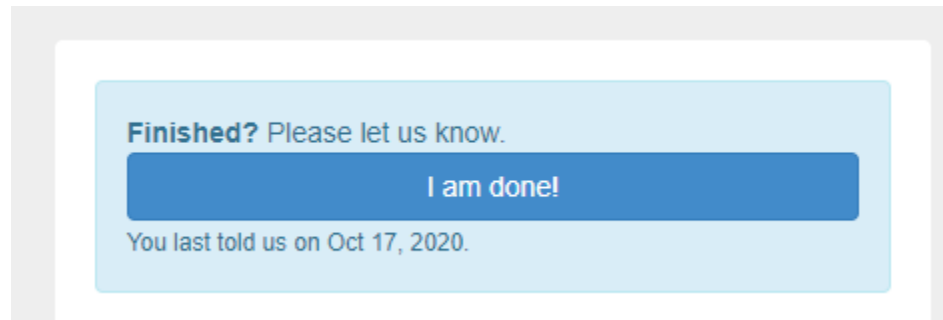 Finished? Please let us know.
I am done!
You last told us on Oct 17, 2020.